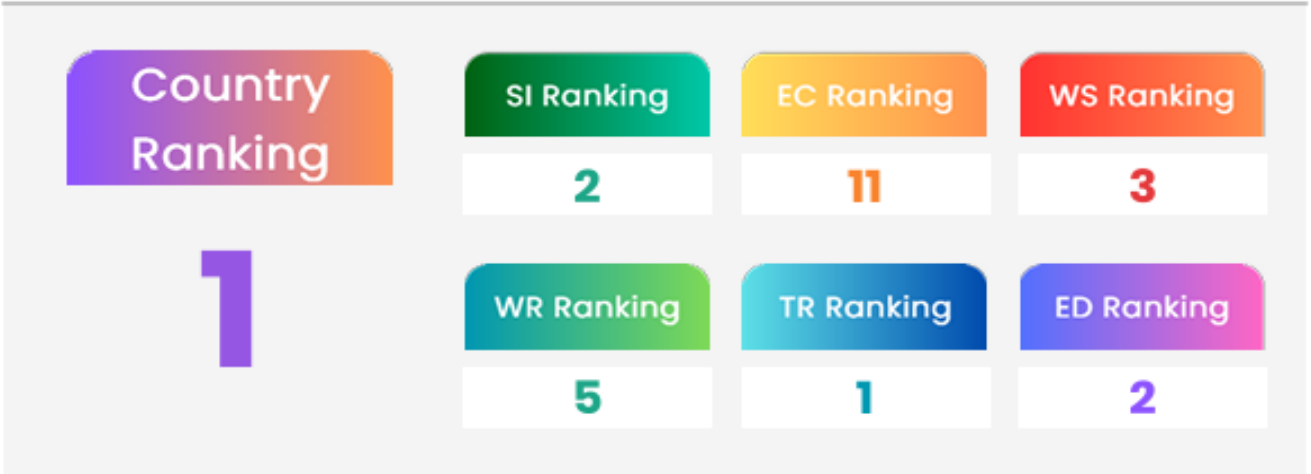 Country
Ranking
1
SI Ranking
EC Ranking
WS Ranking
2
11
3
WR Ranking
TR Ranking
ED Ranking
5
1
2